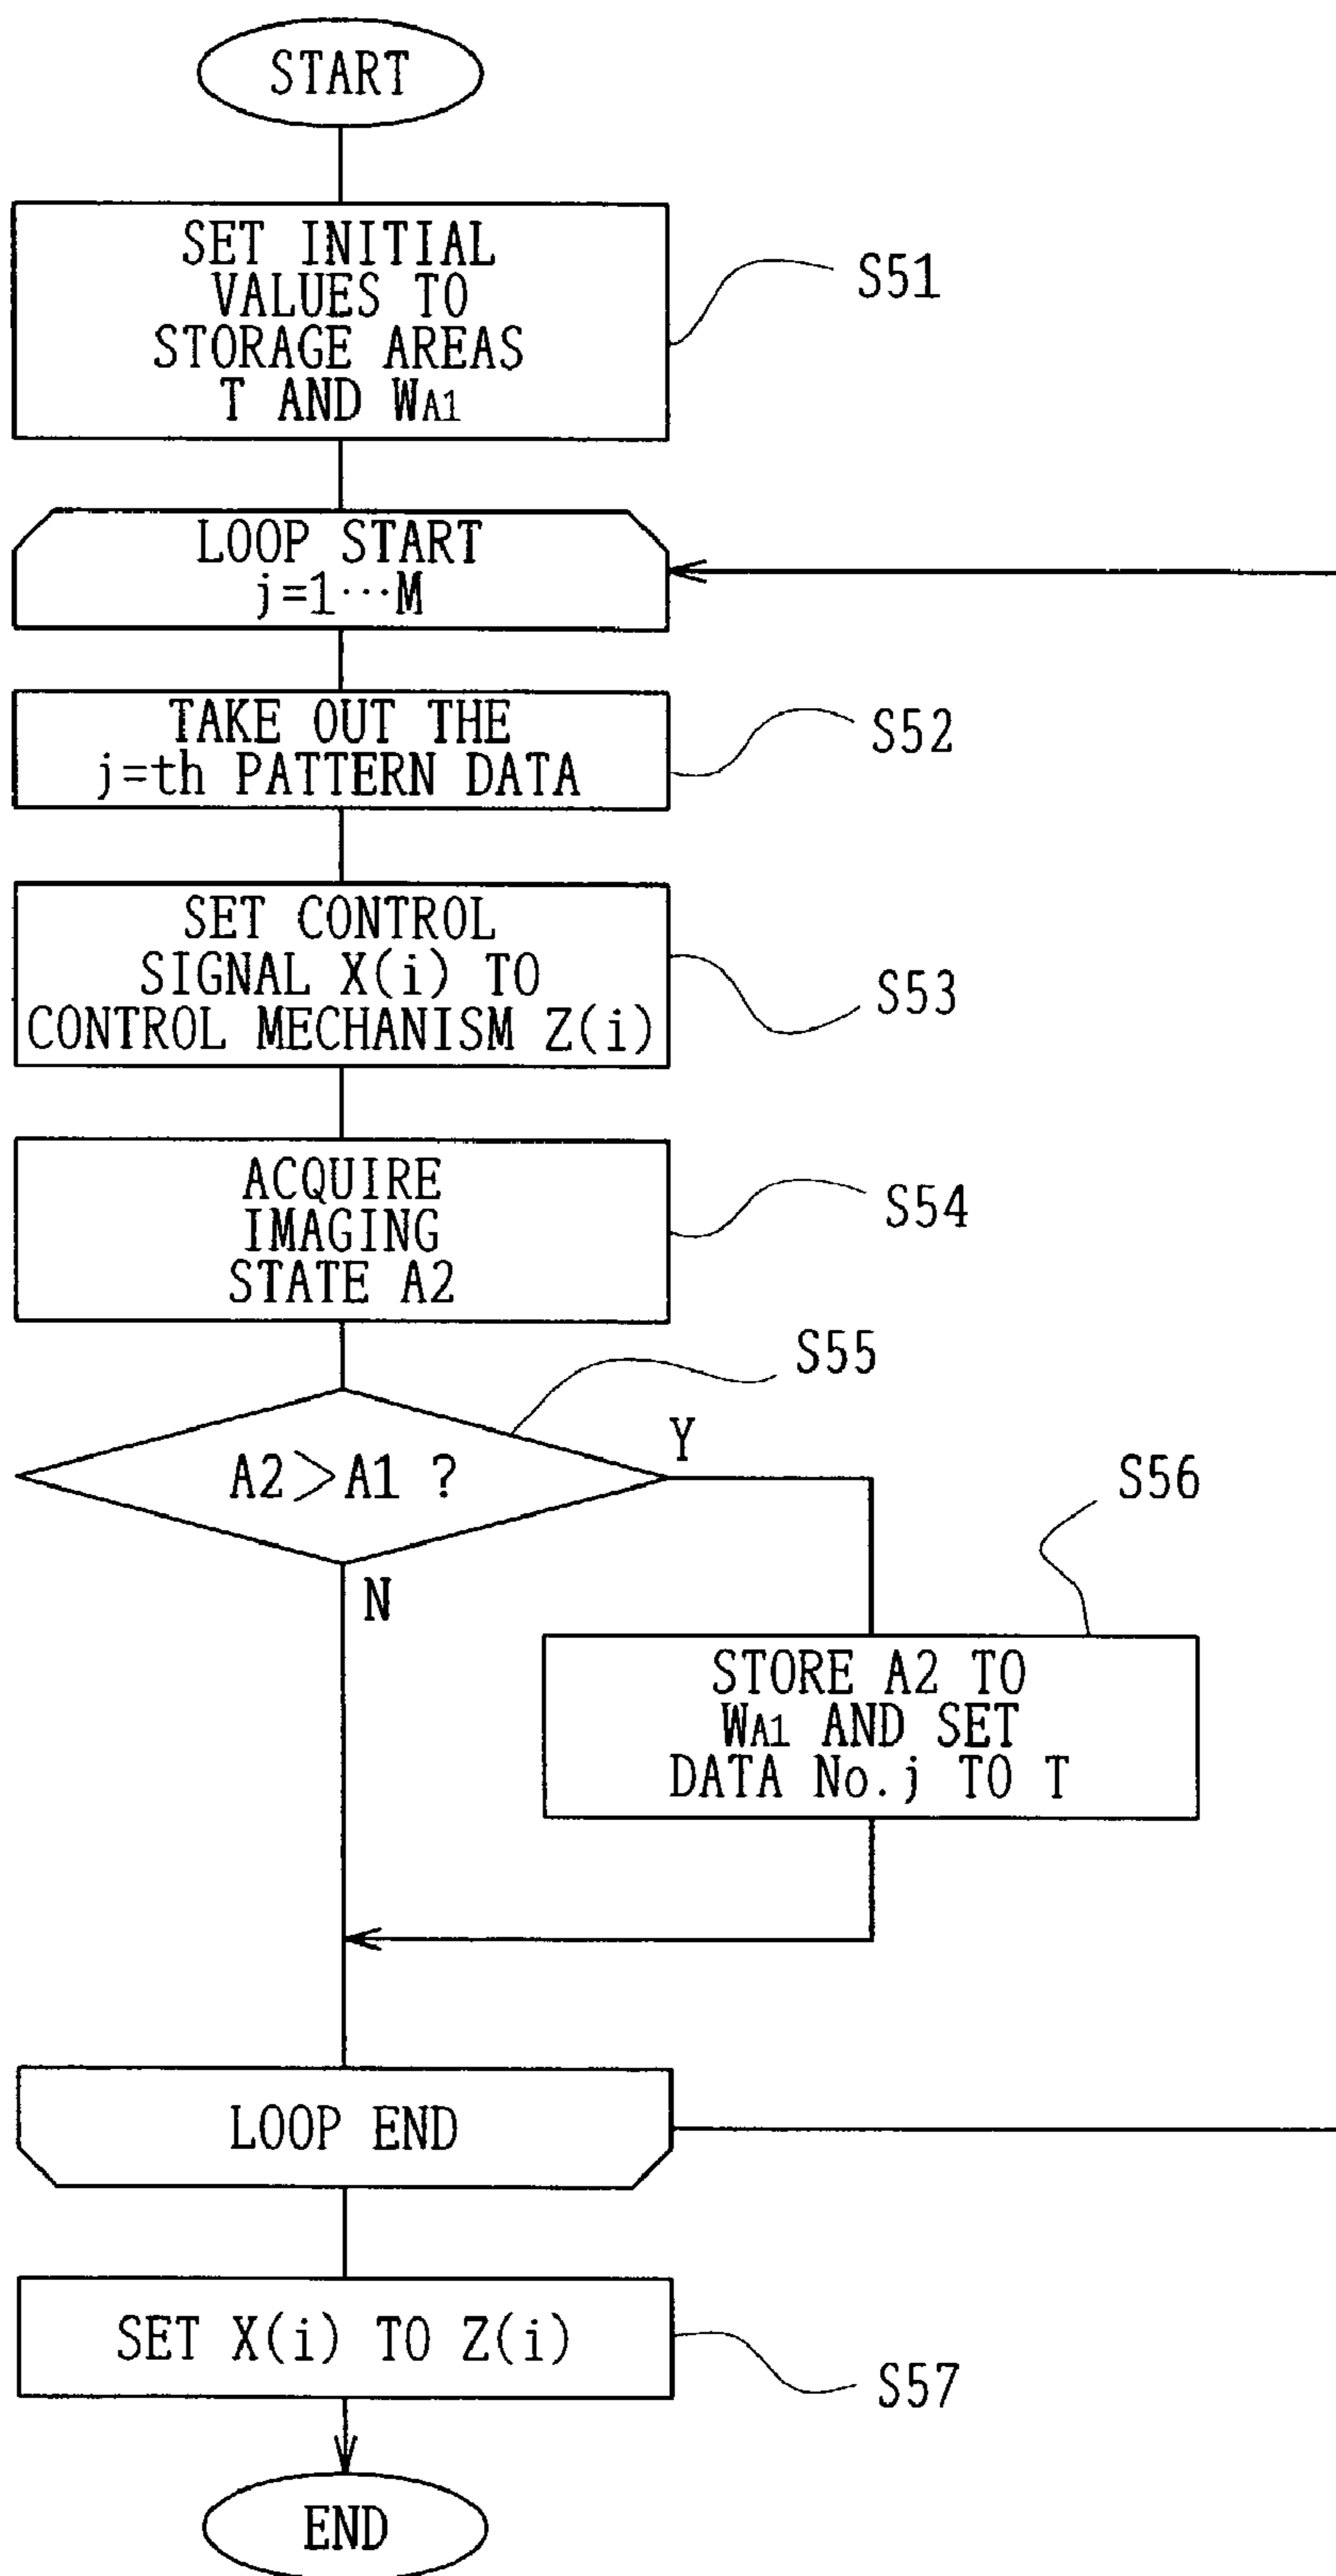 START
SET INITIAL
VALUES TO
STORAGE AREAS
T AND WA1
S51
LOOP START
j=1···M
TAKE OUT THE
j=th PATTERN DATA
S52
SET CONTROL
SIGNAL X(i) TO
CONTROL MECHANISM Z(i)
S53
ACQUIRE
IMAGING
STATE A2
S54
S55
A2>A1 ?
Y
N
S56
STORE A2 TO
WA1 AND SET
DATA No.j TO T
LOOP END
SET X(i) TO Z(i)
S57
END